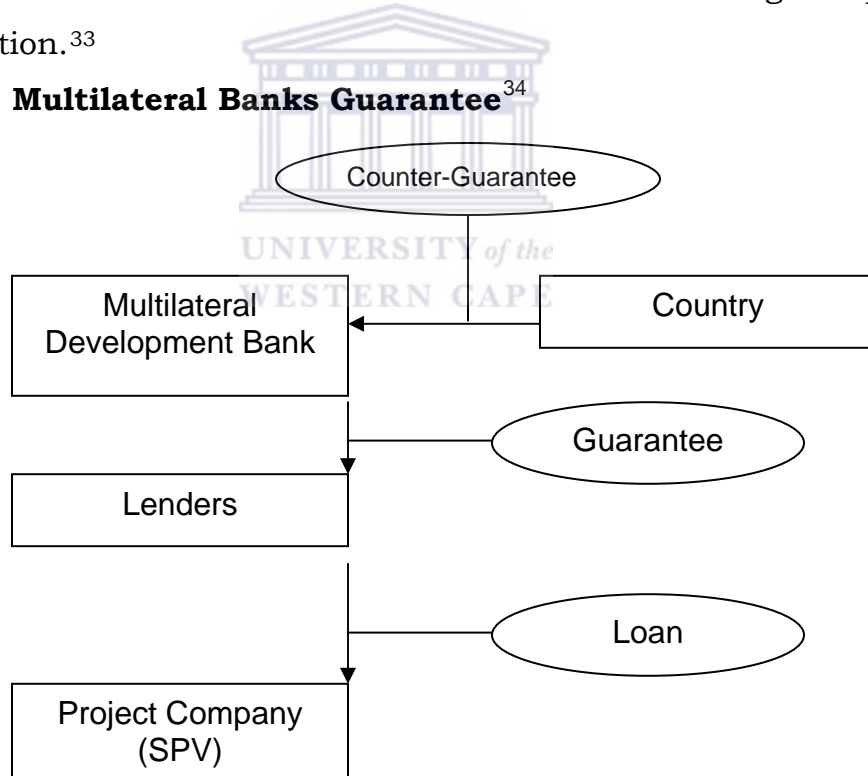 tion.33
Multilateral Banks Guarantee34
Counter-Guarantee
UNIVERSITY of the
WESTERN CAPE
Multilateral
Development Bank
Country
Guarantee
Lenders
Loan
Project Company
(SPV)